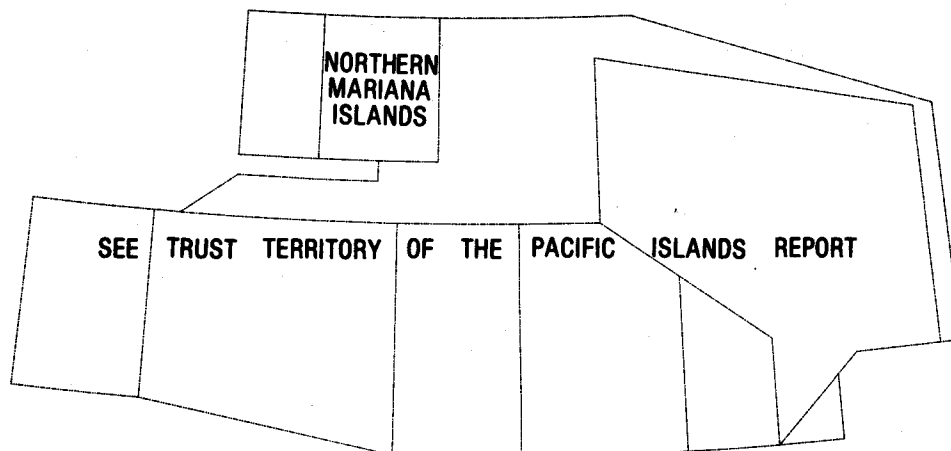 NORTHERN
MARIANA
ISLANDS
SEE TRUST TERRITORY OF THE PACIFIC ISLANDS REPORT